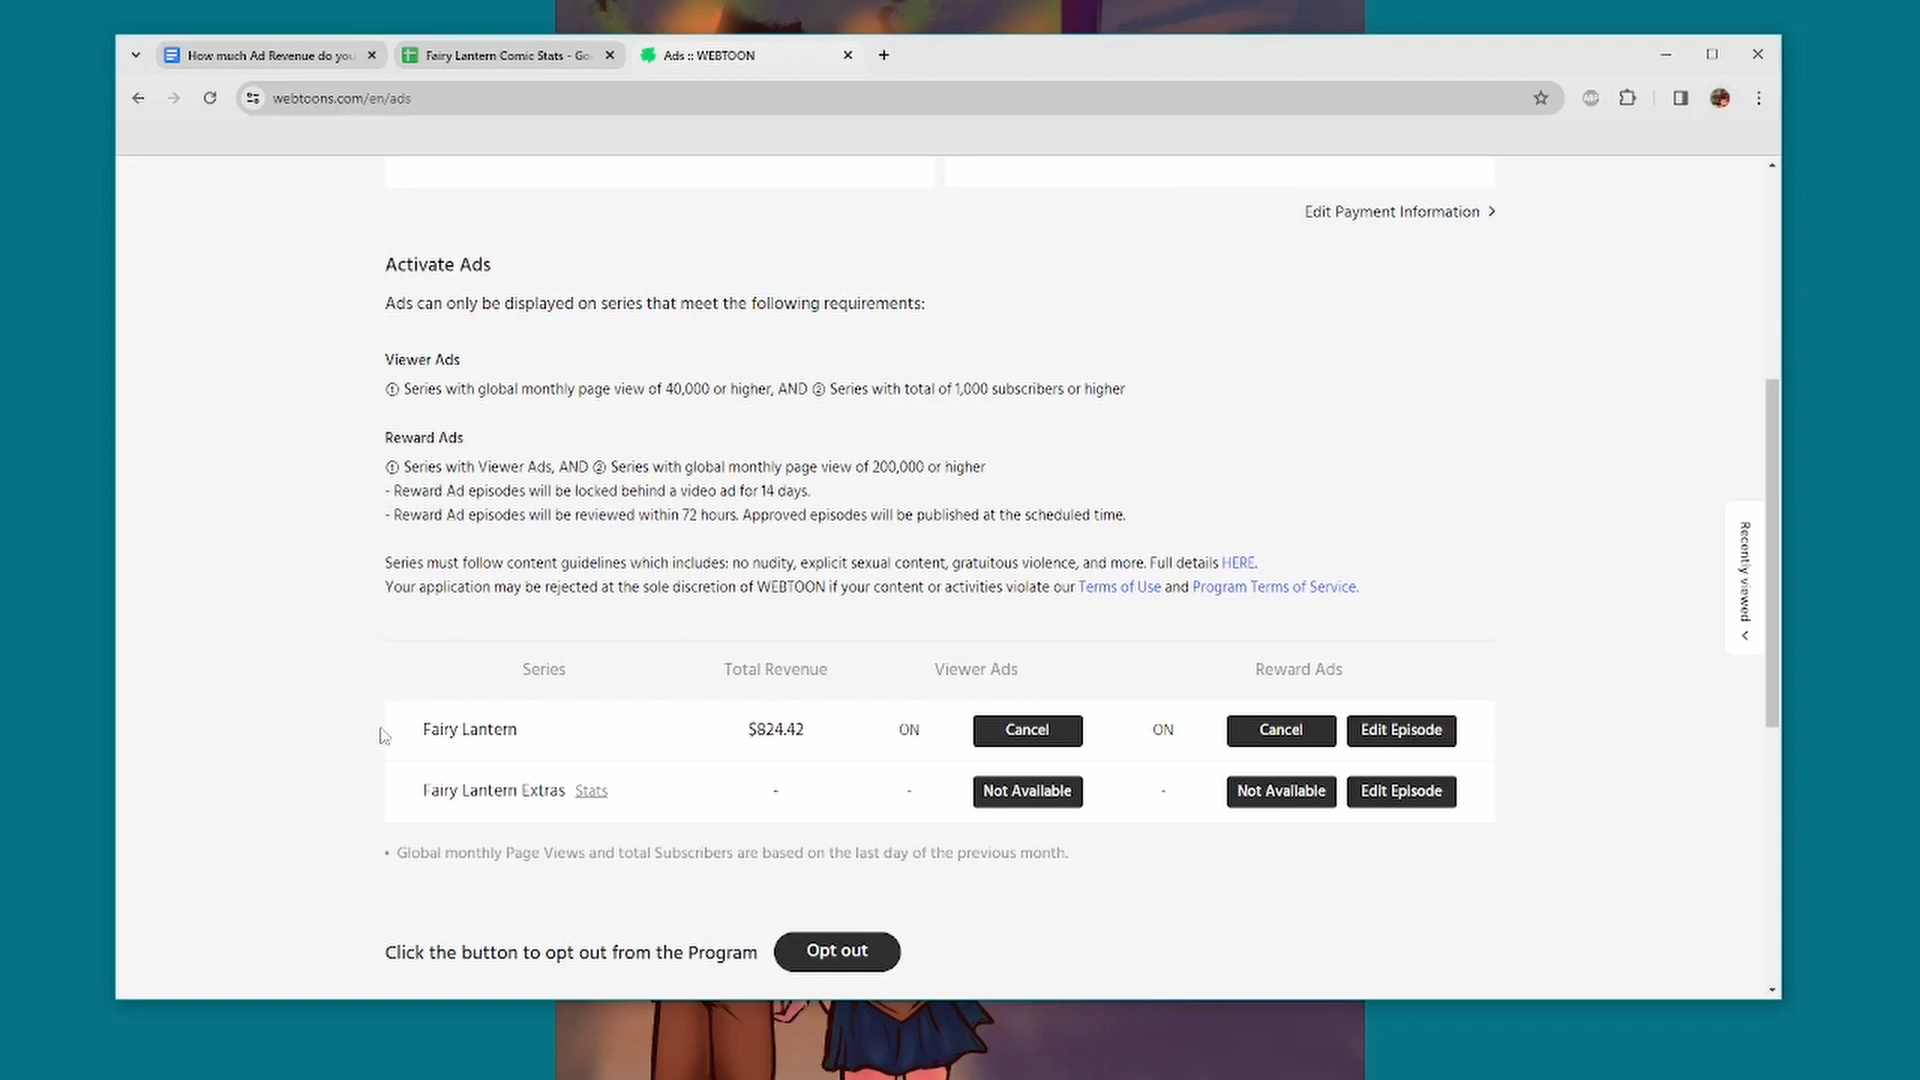 How much Ad Revenue do you
Fairy Lantern Comic Stats - Go
Ads :: WEBTOON
webtoons.com/en/ads
ABP
Edit Payment Information
Activate Ads
Ads can only be displayed on series that meet the following requirements:
Viewer Ads
① Series with global monthly page view of 40,000 or higher, AND ② Series with total of 1,000 subscribers or higher
Reward Ads
① Series with Viewer Ads, AND ② Series with global monthly page view of 200,000 or higher
- Reward Ad episodes will be locked behind a video ad for 14 days.
- Reward Ad episodes will be reviewed within 72 hours. Approved episodes will be published at the scheduled time.
Series must follow content guidelines which includes: no nudity, explicit sexual content, gratuitous violence, and more. Full details HERE.
Your application may be rejected at the sole discretion of WEBTOON if your content or activities violate our Terms of Use and Program Terms of Service.
Recently viewed
Series Total Revenue Viewer Ads Reward Ads
Fairy Lantern $824.42 ON Cancel ON Cancel Edit Episode
Fairy Lantern Extras Stats - - Not Available - Not Available Edit Episode
• Global monthly Page Views and total Subscribers are based on the last day of the previous month.
Click the button to opt out from the Program Opt out